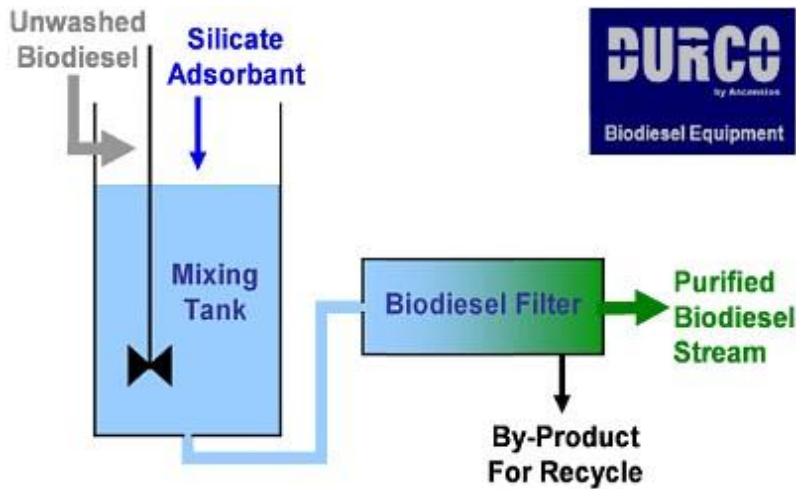 Unwashed
Biodiesel
Silicate
Adsorbant
DURCO
by Ascension
Biodiesel Equipment
Mixing
Tank
Biodiesel Filter
Purified
Biodiesel
Stream
By-Product
For Recycle